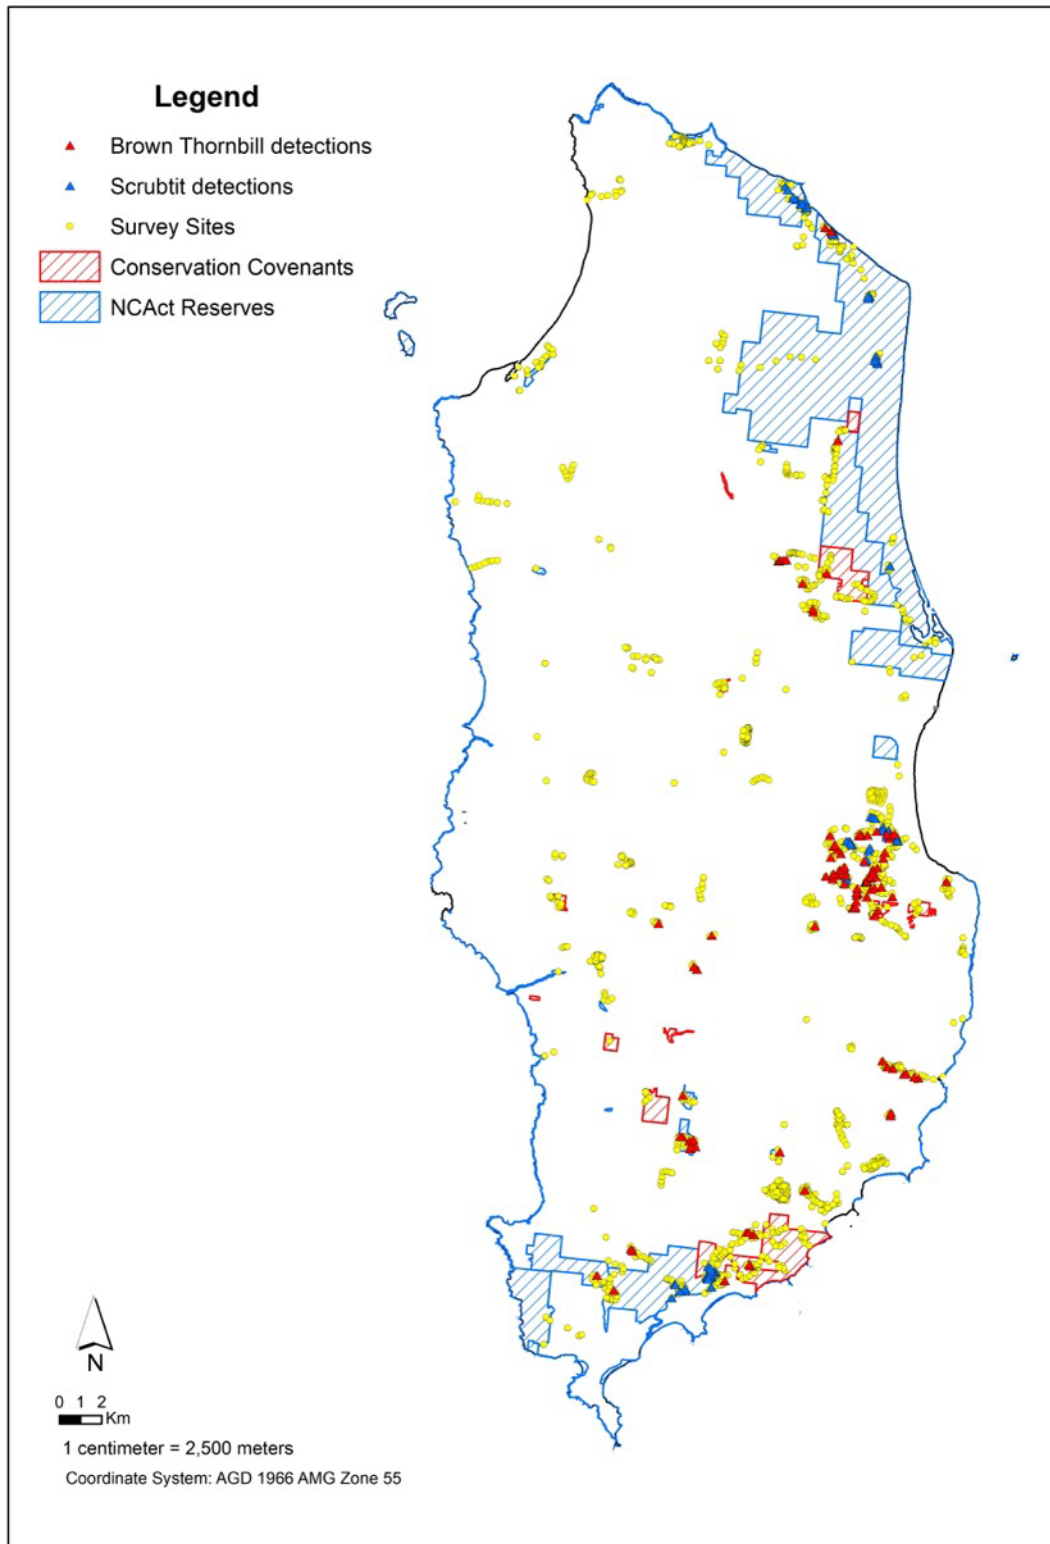 Legend
Brown Thornbill detections
Scrubtit detections
Survey Sites
Conservation Covenants
NCAct Reserves
N
0 1 2
Km
1 centimeter = 2,500 meters
Coordinate System: AGD 1966 AMG Zone 55